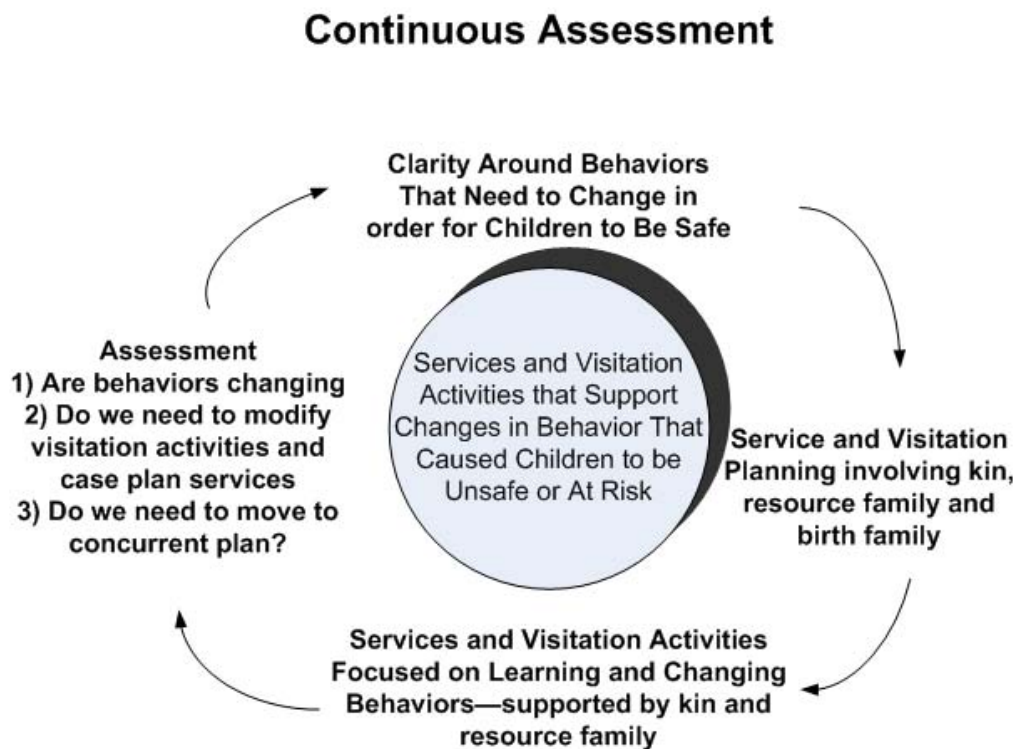 Continuous Assessment
Clarity Around Behaviors
That Need to Change in
order for Children to Be Safe
Assessment
1) Are behaviors changing
2) Do we need to modify
visitation activities and
case plan services
3) Do we need to move to
concurrent plan?
Services and Visitation
Activities that Support
Changes in Behavior That
Caused Children to be
Unsafe or At Risk
Service and Visitation
Planning involving kin,
resource family and
birth family
Services and Visitation Activities
Focused on Learning and Changing
Behaviors—supported by kin and
resource family